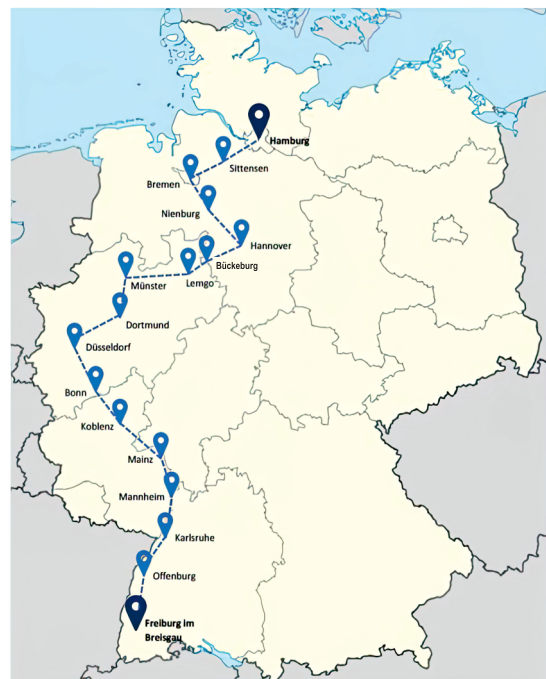 Hamburg
Sittensen
Bremen
Nienburg
Hannover
Bückeburg
Lemgo
Münster
Dortmund
Düsseldorf
Bonn
Koblenz
Mainz
Mannheim
Karlsruhe
Offenburg
Freiburg im
Breisgau